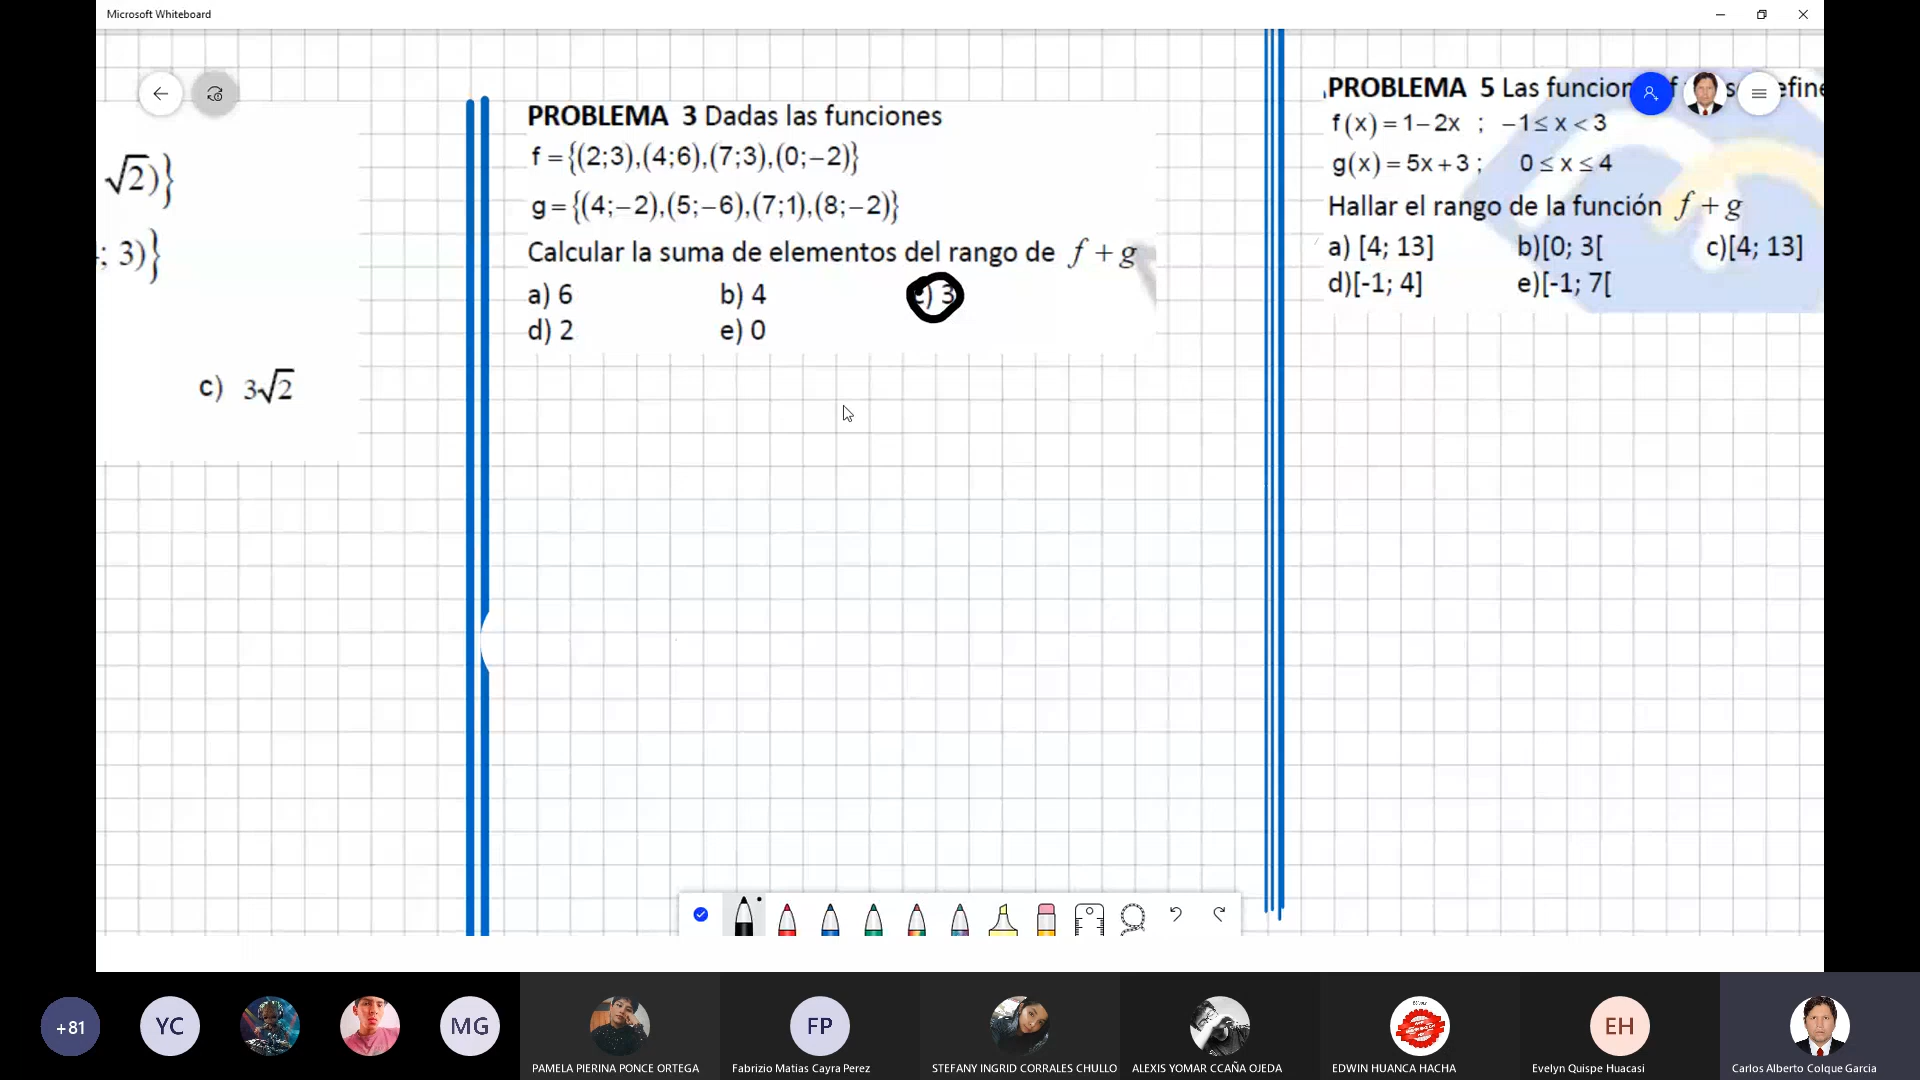 Microsoft Whiteboard
√2)}
; 3)}
c) 3√2
PROBLEMA 3 Dadas las funciones
f = {(2;3),(4;6),(7;3),(0;−2)}
g = {(4;−2),(5;−6),(7;1),(8;−2)}
Calcular la suma de elementos del rango de f + g
a) 6 b) 4 c) 3
d) 2 e) 0
PROBLEMA 5 Las funcion f s efine
f(x) = 1−2x ; −1 ≤ x < 3
g(x) = 5x+3 ; 0 ≤ x ≤ 4
Hallar el rango de la función f + g
a) [4; 13] b)[0; 3[ c)[4; 13]
d)[-1; 4] e)[-1; 7[
+81
YC
MG
FP
EH
PAMELA PIERINA PONCE ORTEGA
Fabrizio Matias Cayra Perez
STEFANY INGRID CORRALES CHULLO
ALEXIS YOMAR CCAÑA OJEDA
EDWIN HUANCA HACHA
Evelyn Quispe Huacasi
Carlos Alberto Colque Garcia